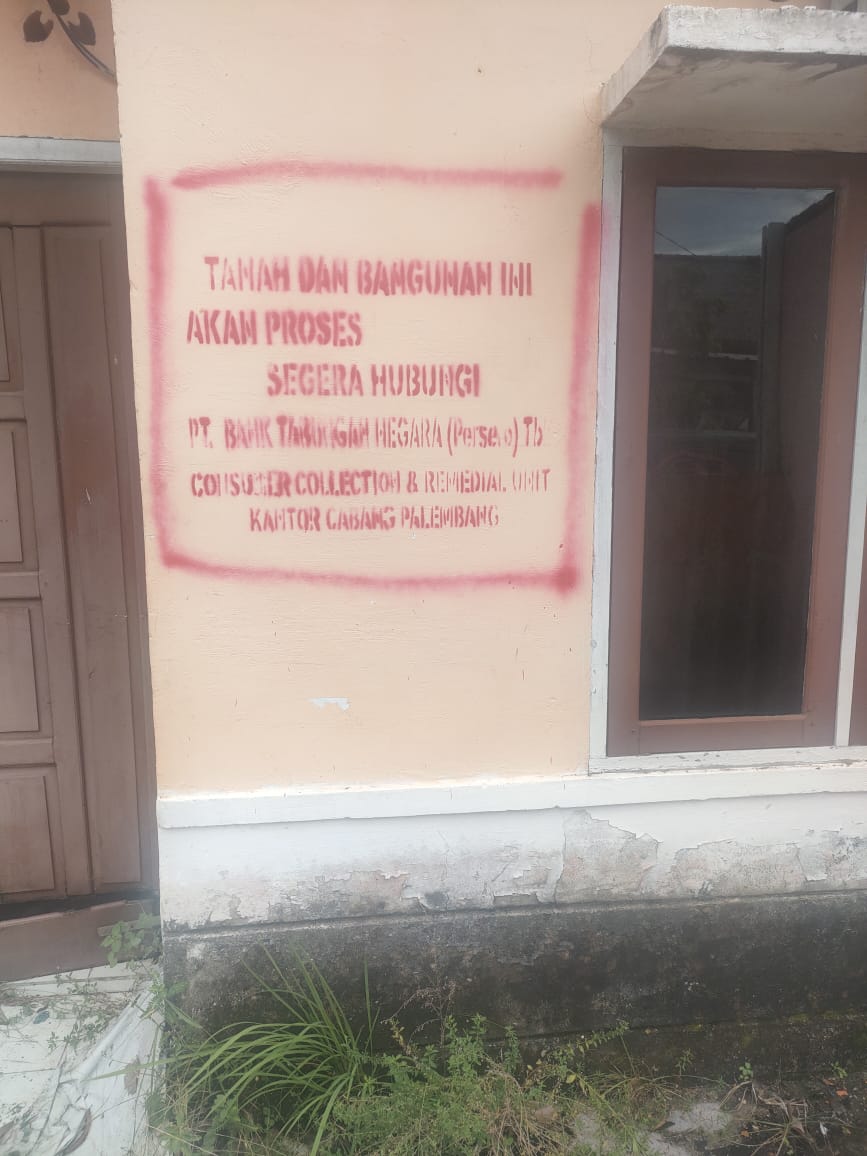 TANAH DAN BANGUNAN INI
AKAN PROSES
SEGERA HUBUNGI
PT. BANK TABUNGAN NEGARA (Persero) Tb
CONSUMER COLLECTION & REMEDIAL UNIT
KANTOR CABANG PALEMBANG